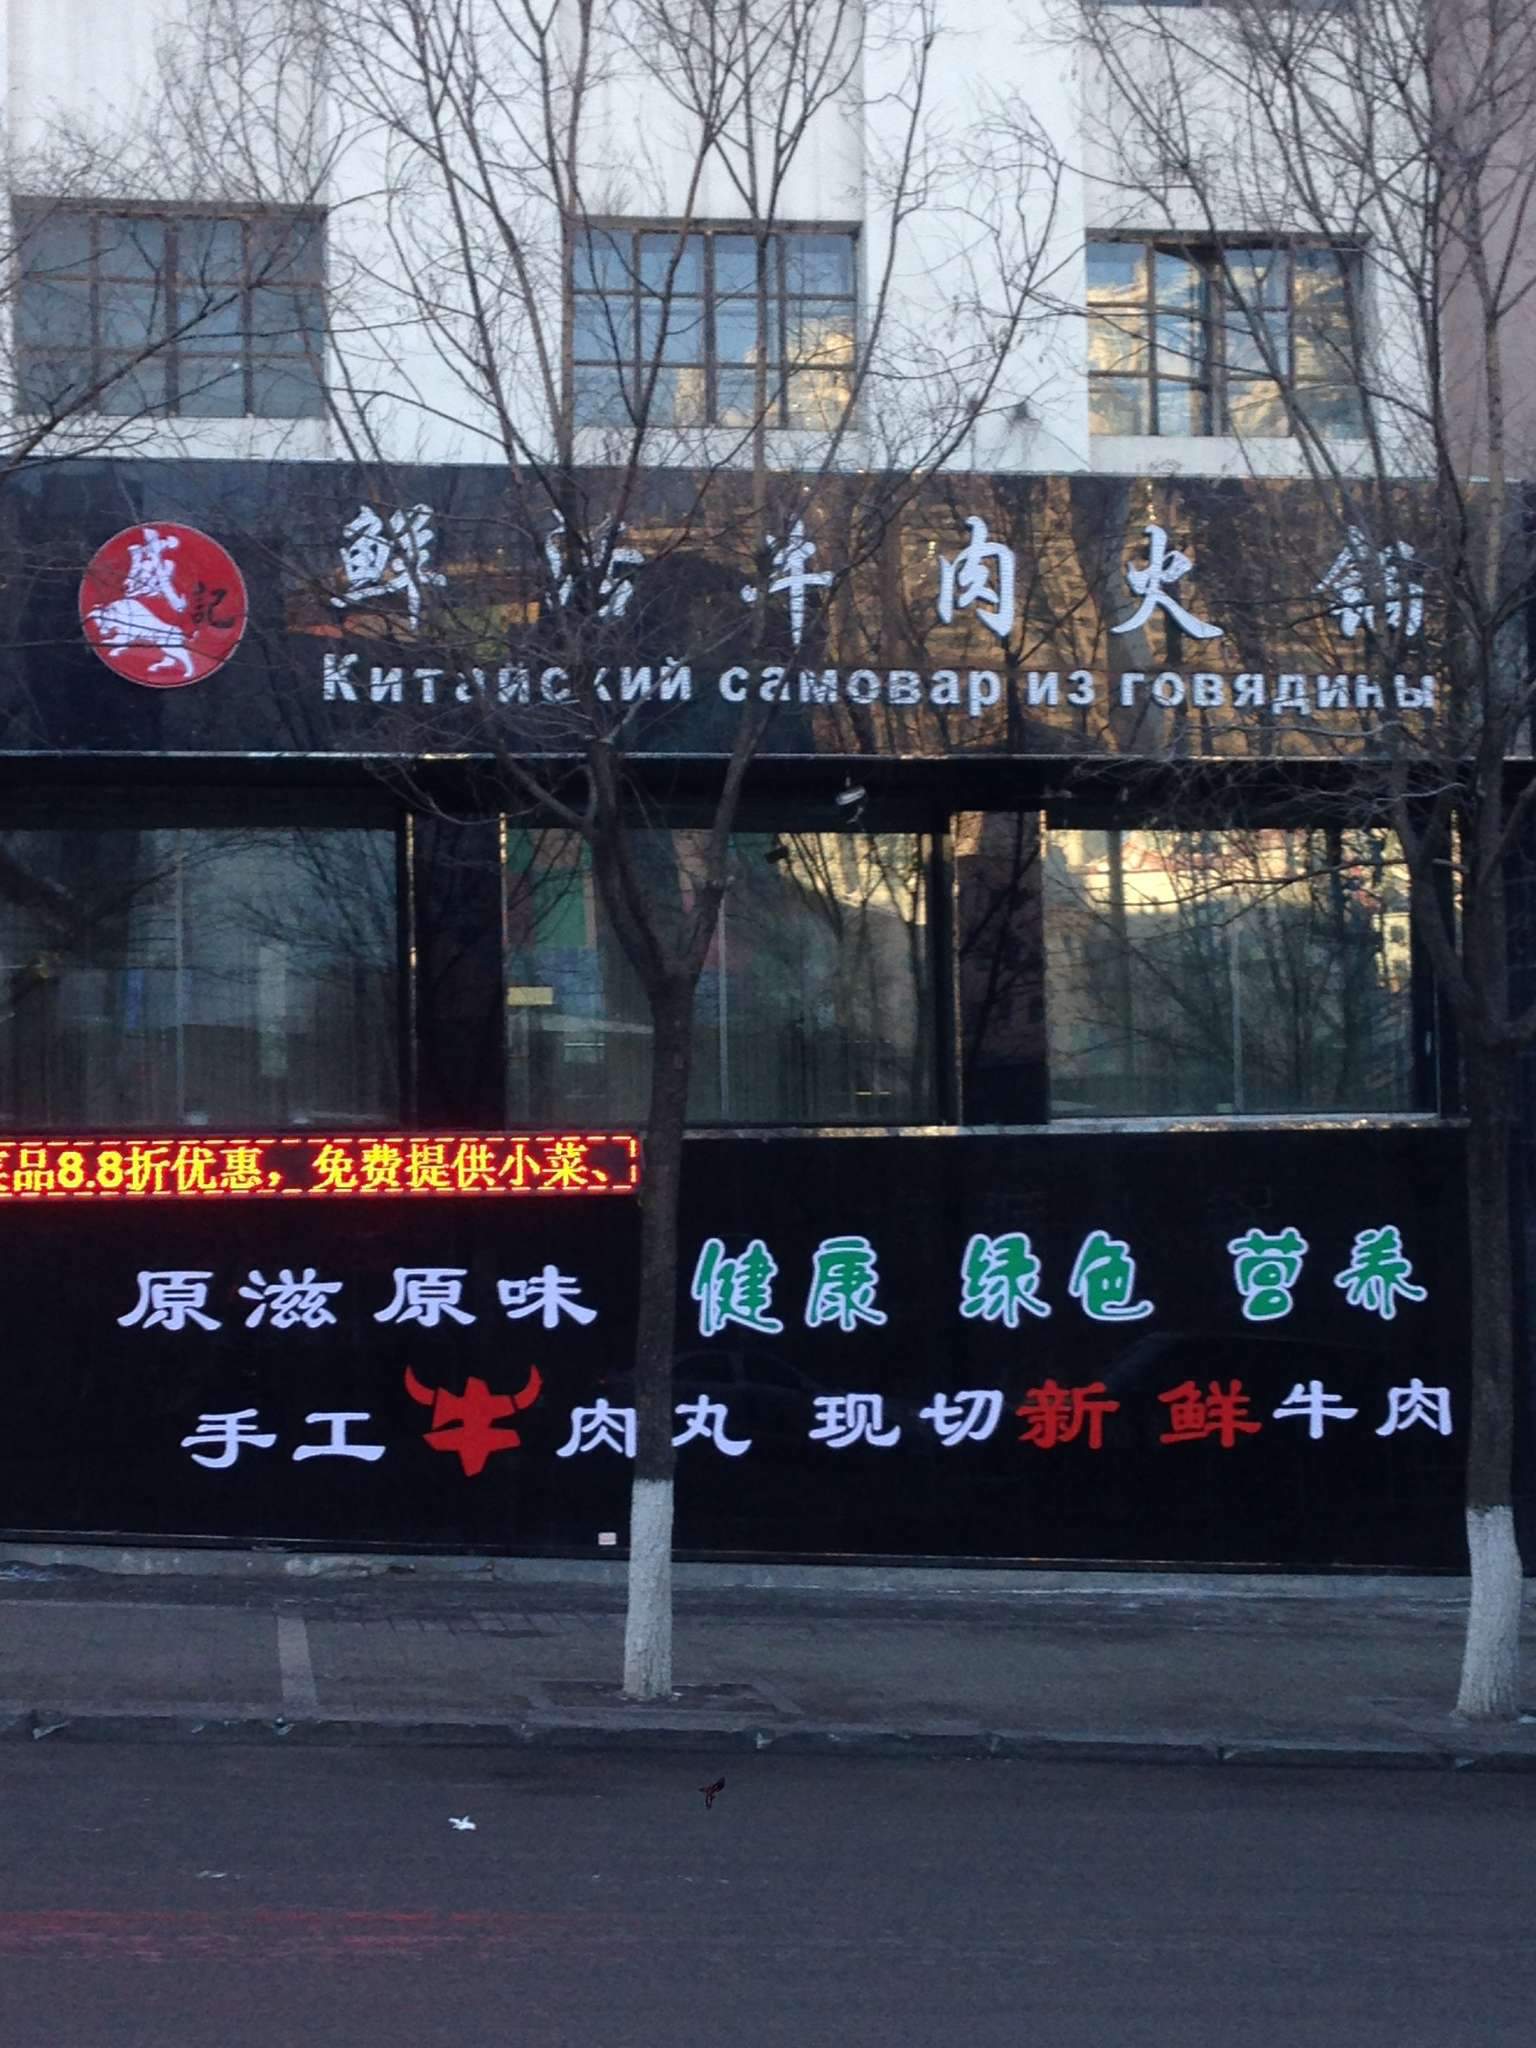 盛記
鲜 牛肉火锅
Китайский самовар из говядины
品8.8折优惠，免费提供小菜、
原滋原味 健康 绿色 营养
手工牛肉丸 现切新鲜牛肉